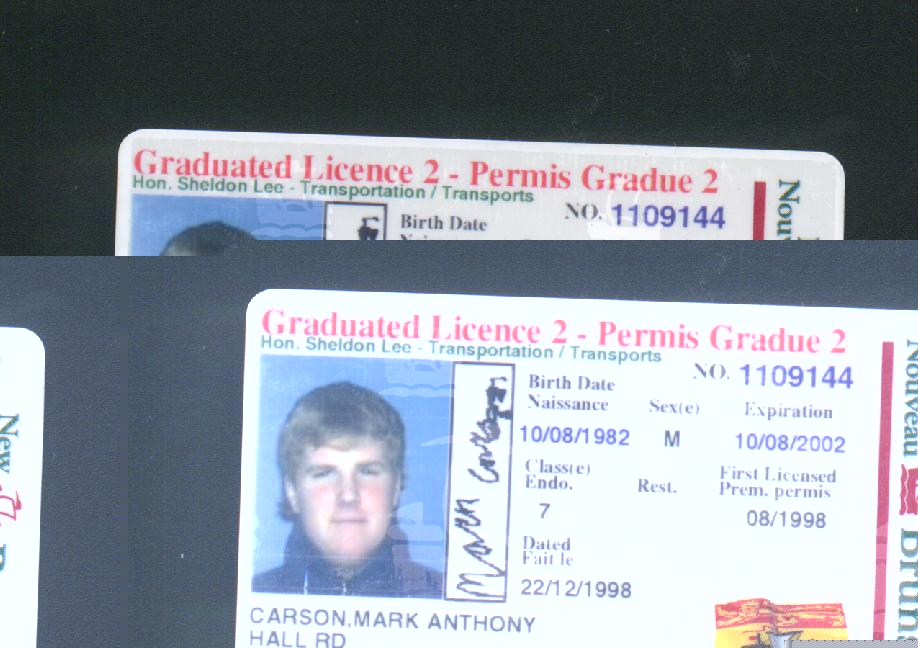 Graduated Licence 2 - Permis Gradue 2
Hon. Sheldon Lee - Transportation / Transports
NO. 1109144
Birth Date
Graduated Licence 2 - Permis Gradue 2
Hon. Sheldon Lee - Transportation / Transports
NO. 1109144
Birth Date
Naissance Sex(e) Expiration
10/08/1982 M 10/08/2002
Class(e) First Licensed
Endo. Rest. Prem. permis
7 08/1998
Dated
Fait le
22/12/1998
CARSON,MARK ANTHONY
HALL RD
Nouveau
New